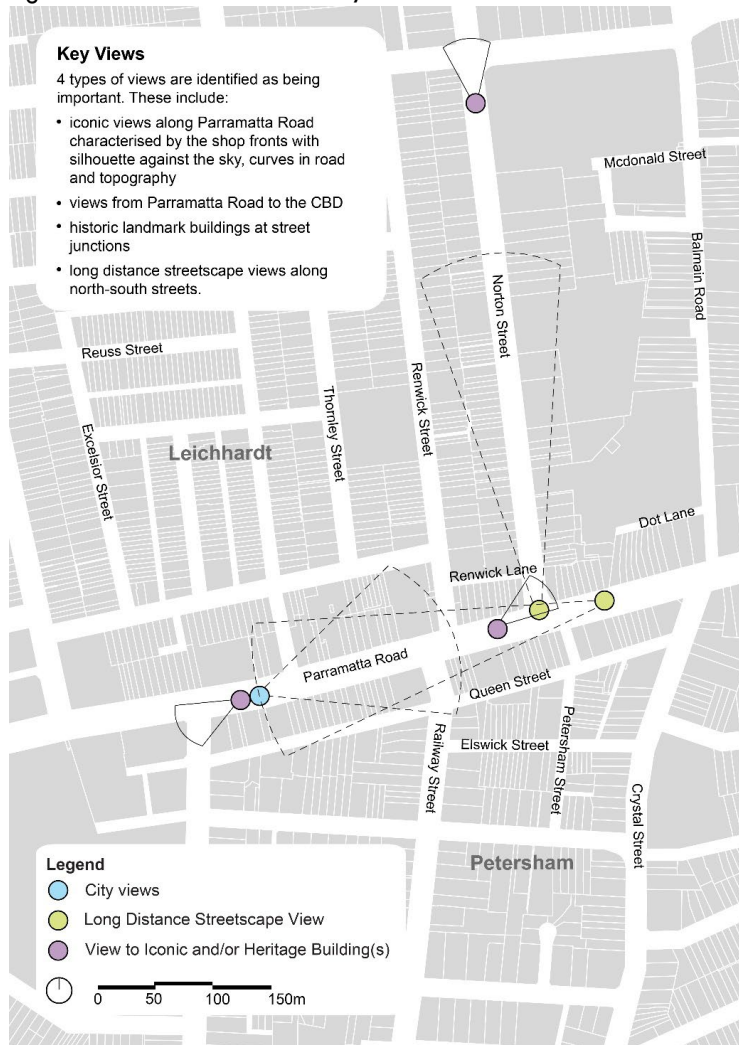 Key Views
4 types of views are identified as being
important. These include:
• iconic views along Parramatta Road
characterised by the shop fronts with
silhouette against the sky, curves in road
and topography
• views from Parramatta Road to the CBD
• historic landmark buildings at street
junctions
• long distance streetscape views along
north-south streets.
Mcdonald Street
Balmain Road
Norton Street
Reuss Street
Renwick Street
Thornley Street
Excelsior Street
Leichhardt
Dot Lane
Renwick Lane
Parramatta Road
Queen Street
Petersham Street
Railway Street
Elswick Street
Crystal Street
Petersham
Legend
City views
Long Distance Streetscape View
View to Iconic and/or Heritage Building(s)
0 50 100 150m